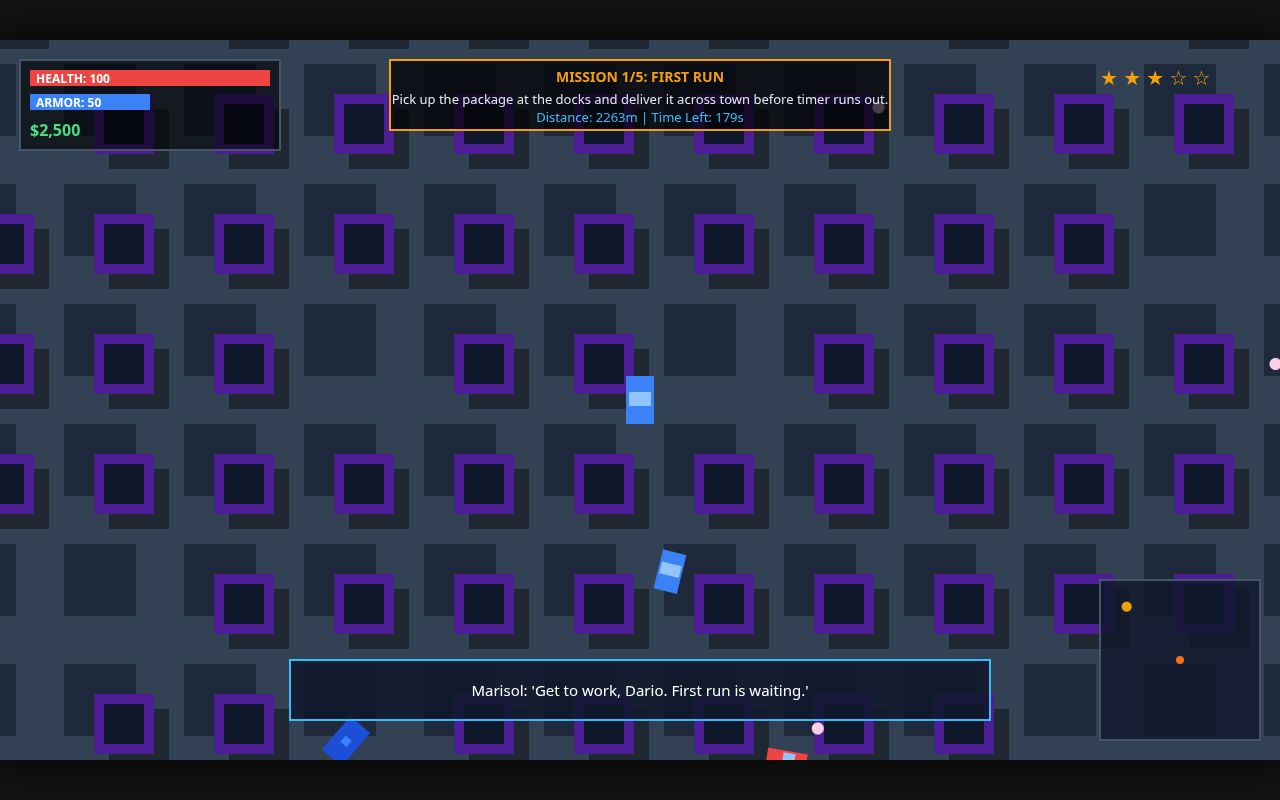 HEALTH: 100
ARMOR: 50
$2,500
MISSION 1/5: FIRST RUN
Pick up the package at the docks and deliver it across town before timer runs out.
Distance: 2263m | Time Left: 179s
★ ★ ★ ☆ ☆
Marisol: 'Get to work, Dario. First run is waiting.'